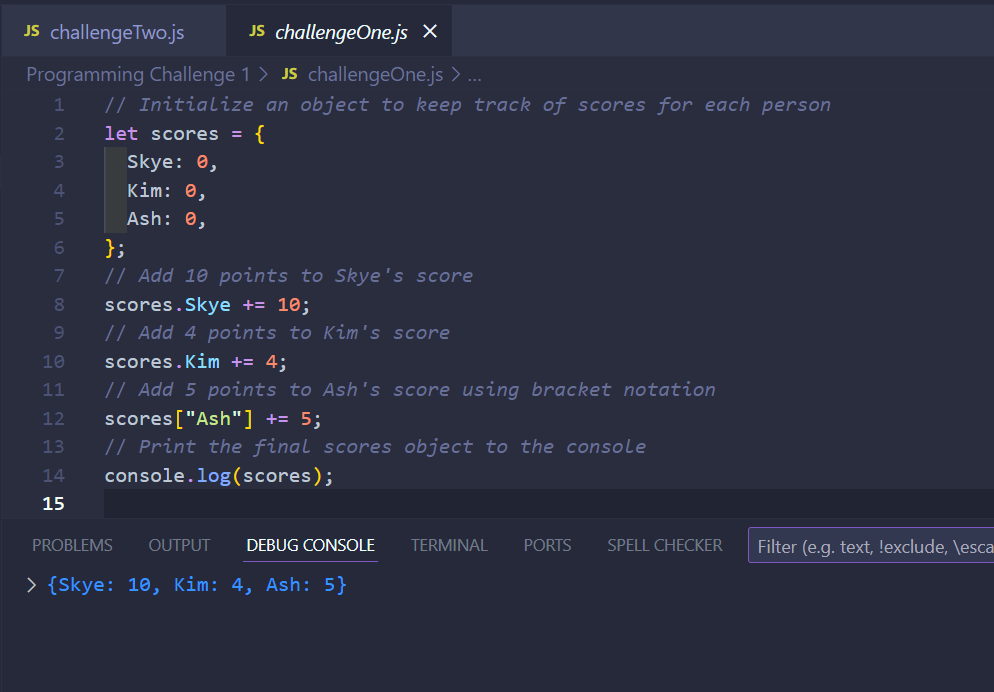 JS challengeTwo.js JS challengeOne.js ×
Programming Challenge 1 > JS challengeOne.js > ...
1 // Initialize an object to keep track of scores for each person
2 let scores = {
3 Skye: 0,
4 Kim: 0,
5 Ash: 0,
6 };
7 // Add 10 points to Skye's score
8 scores.Skye += 10;
9 // Add 4 points to Kim's score
10 scores.Kim += 4;
11 // Add 5 points to Ash's score using bracket notation
12 scores["Ash"] += 5;
13 // Print the final scores object to the console
14 console.log(scores);
15
PROBLEMS OUTPUT DEBUG CONSOLE TERMINAL PORTS SPELL CHECKER Filter (e.g. text, !exclude, \esca
> {Skye: 10, Kim: 4, Ash: 5}